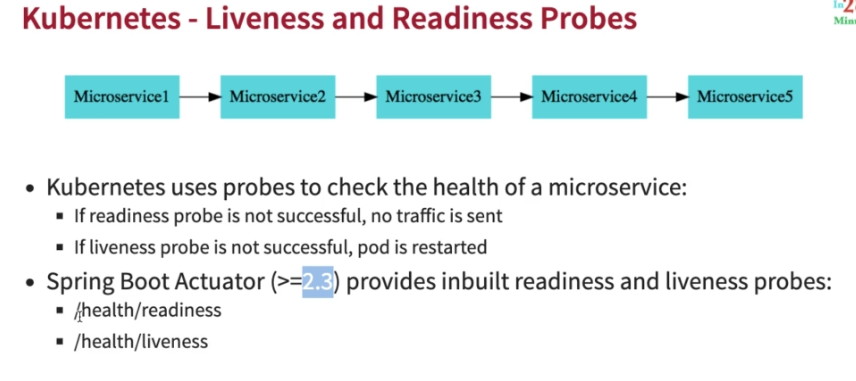 Kubernetes - Liveness and Readiness Probes
In2
Min
Microservice1
Microservice2
Microservice3
Microservice4
Microservice5
• Kubernetes uses probes to check the health of a microservice:
▪ If readiness probe is not successful, no traffic is sent
▪ If liveness probe is not successful, pod is restarted
• Spring Boot Actuator (>=2.3) provides inbuilt readiness and liveness probes:
▪ /health/readiness
▪ /health/liveness